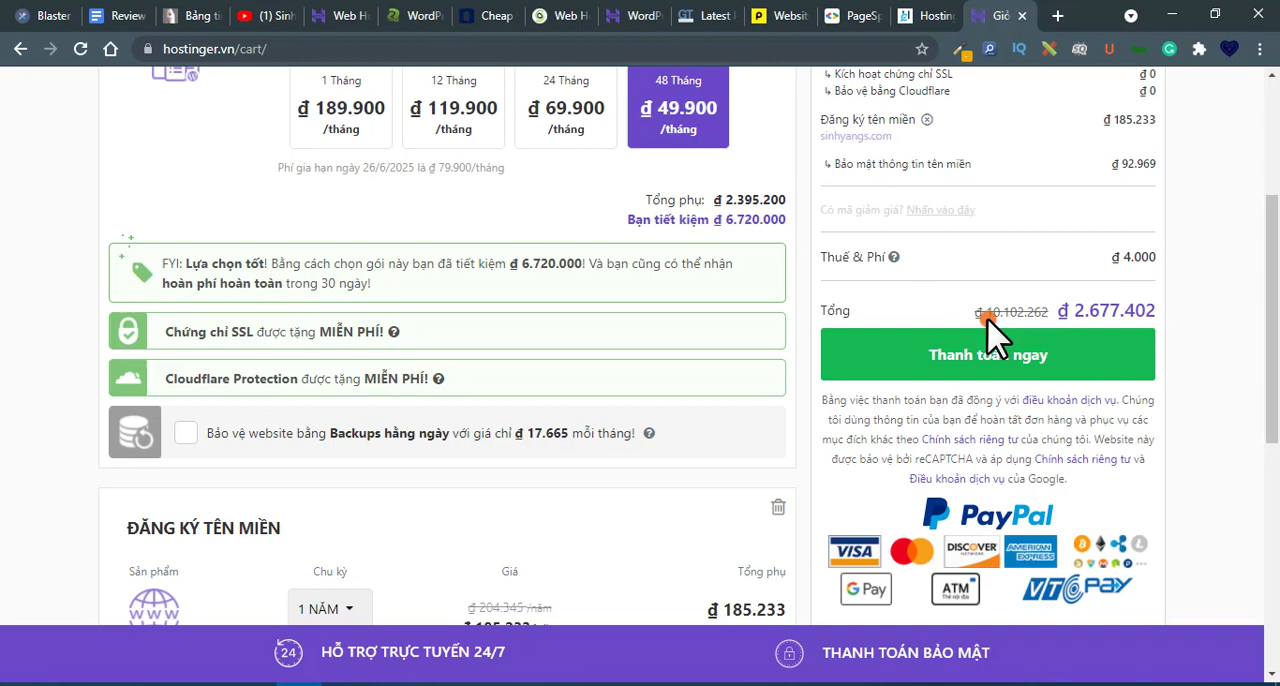 Blaster
Review
Bảng ti
(1) Sinh
Web H
WordP
Cheap
Web H
WordP
Latest
Websit
PageSp
Hostin
Giỏ
hostinger.vn/cart/
1 Tháng
12 Tháng
24 Tháng
48 Tháng
₫ 189.900
₫ 119.900
₫ 69.900
₫ 49.900
/tháng
/tháng
/tháng
/tháng
Phí gia hạn ngày 26/6/2025 là ₫ 79.900/tháng
Tổng phụ: ₫ 2.395.200
Bạn tiết kiệm ₫ 6.720.000
FYI: Lựa chọn tốt! Bằng cách chọn gói này bạn đã tiết kiệm ₫ 6.720.000! Và bạn cũng có thể nhận
hoàn phí hoàn toàn trong 30 ngày!
Chứng chỉ SSL được tặng MIỄN PHÍ!
Cloudflare Protection được tặng MIỄN PHÍ!
Bảo vệ website bằng Backups hằng ngày với giá chỉ ₫ 17.665 mỗi tháng!
ĐĂNG KÝ TÊN MIỀN
Sản phẩm
Chu kỳ
Giá
Tổng phụ
WWW
1 NĂM
₫ 204.345 /năm
₫ 185.233
↳ Kích hoạt chứng chỉ SSL ₫ 0
↳ Bảo vệ bằng Cloudflare ₫ 0
Đăng ký tên miền ₫ 185.233
sinhyangs.com
↳ Bảo mật thông tin tên miền ₫ 92.969
Có mã giảm giá? Nhấn vào đây
Thuế & Phí ₫ 4.000
Tổng ₫ 10.102.262 ₫ 2.677.402
Thanh toán ngay
Bằng việc thanh toán bạn đã đồng ý với điều khoản dịch vụ. Chúng
tôi dùng thông tin của bạn để hoàn tất đơn hàng và phục vụ các
mục đích khác theo Chính sách riêng tư của chúng tôi. Website này
được bảo vệ bởi reCAPTCHA và áp dụng Chính sách riêng tư và
Điều khoản dịch vụ của Google.
PayPal
VISA
DISCOVER
AMERICAN EXPRESS
G Pay
ATM
VTC Pay
24
HỖ TRỢ TRỰC TUYẾN 24/7
THANH TOÁN BẢO MẬT